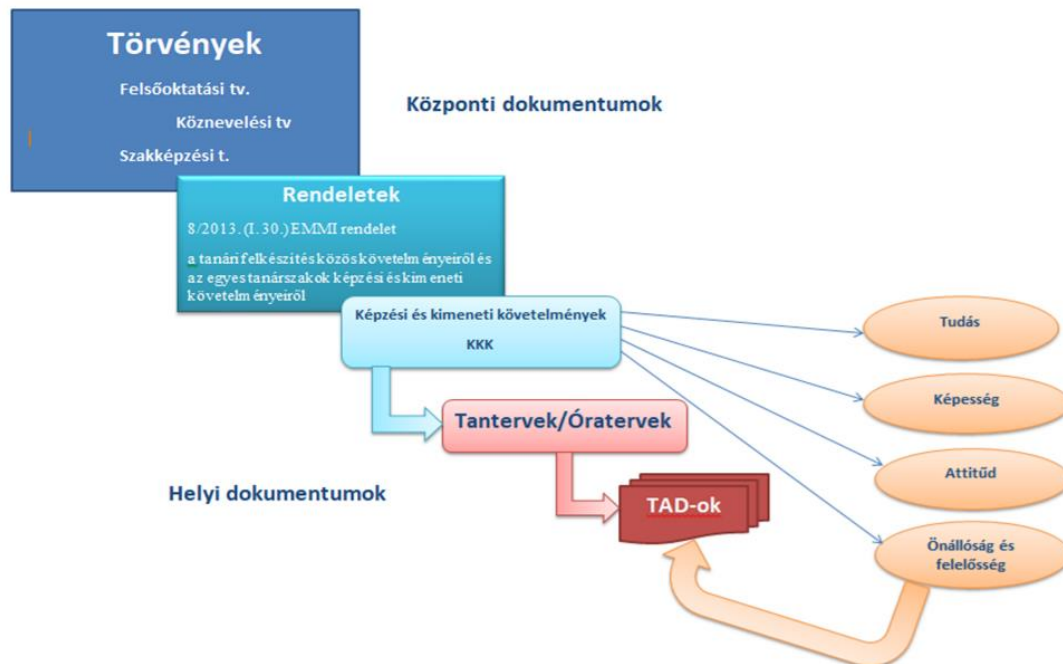 Törvények
Felsőoktatási tv.
Köznevelési tv
Szakképzési t.
Központi dokumentumok
Rendeletek
8/2013. (I. 30.) EMMI rendelet
a tanári felkészítés közös követelményeiről és
az egyes tanárszakok képzési és kimeneti
követelményeiről
Képzési és kimeneti követelmények
KKK
Tudás
Képesség
Tantervek/Óratervek
Attitűd
Helyi dokumentumok
TAD-ok
Önállóság és
felelősség